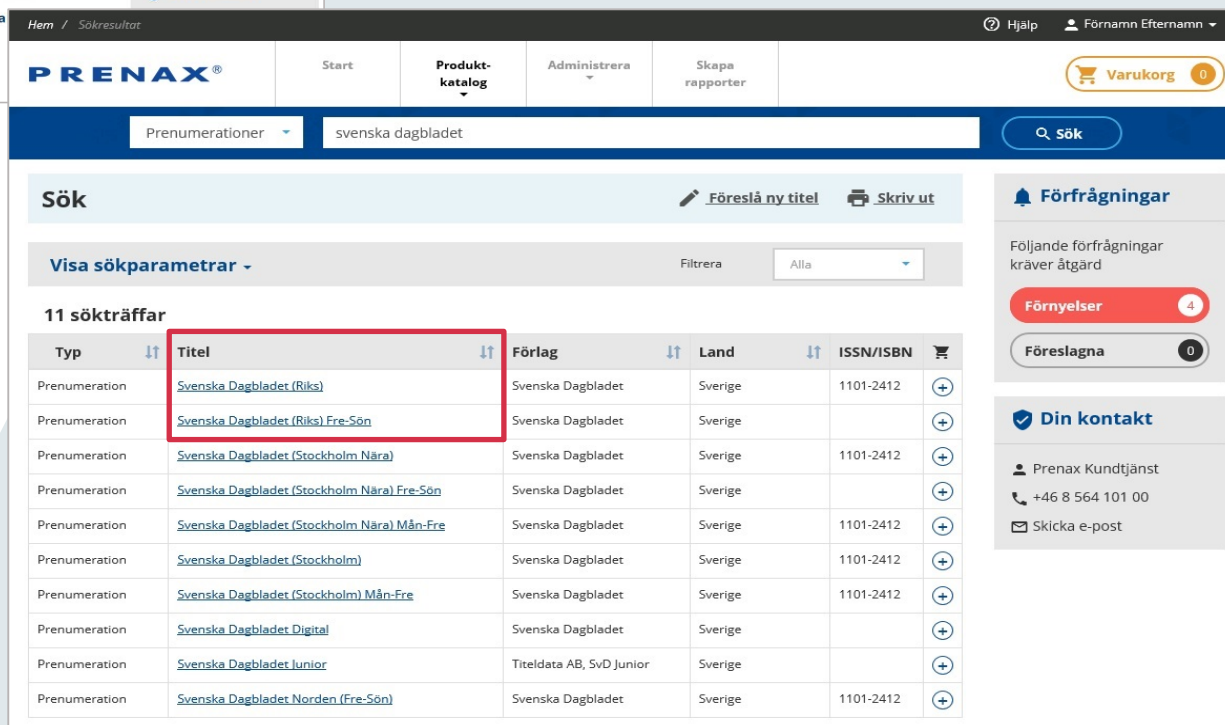 Hem / Sökresultat
Hjälp
Förnamn Efternamn
PRENAX®
Start
Produkt-
katalog
Administrera
Skapa
rapporter
Varukorg 0
Prenumerationer
svenska dagbladet
Sök
Sök
Föreslå ny titel
Skriv ut
Visa sökparametrar
Filtrera
Alla
11 sökträffar
Typ Titel Förlag Land ISSN/ISBN
Prenumeration Svenska Dagbladet (Riks) Svenska Dagbladet Sverige 1101-2412
Prenumeration Svenska Dagbladet (Riks) Fre-Sön Svenska Dagbladet Sverige
Prenumeration Svenska Dagbladet (Stockholm Nära) Svenska Dagbladet Sverige 1101-2412
Prenumeration Svenska Dagbladet (Stockholm Nära) Fre-Sön Svenska Dagbladet Sverige
Prenumeration Svenska Dagbladet (Stockholm Nära) Mån-Fre Svenska Dagbladet Sverige 1101-2412
Prenumeration Svenska Dagbladet (Stockholm) Svenska Dagbladet Sverige 1101-2412
Prenumeration Svenska Dagbladet (Stockholm) Mån-Fre Svenska Dagbladet Sverige 1101-2412
Prenumeration Svenska Dagbladet Digital Svenska Dagbladet Sverige
Prenumeration Svenska Dagbladet Junior Titeldata AB, SvD Junior Sverige
Prenumeration Svenska Dagbladet Norden (Fre-Sön) Svenska Dagbladet Sverige 1101-2412
Förfrågningar
Följande förfrågningar
kräver åtgärd
Förnyelser 4
Föreslagna 0
Din kontakt
Prenax Kundtjänst
+46 8 564 101 00
Skicka e-post